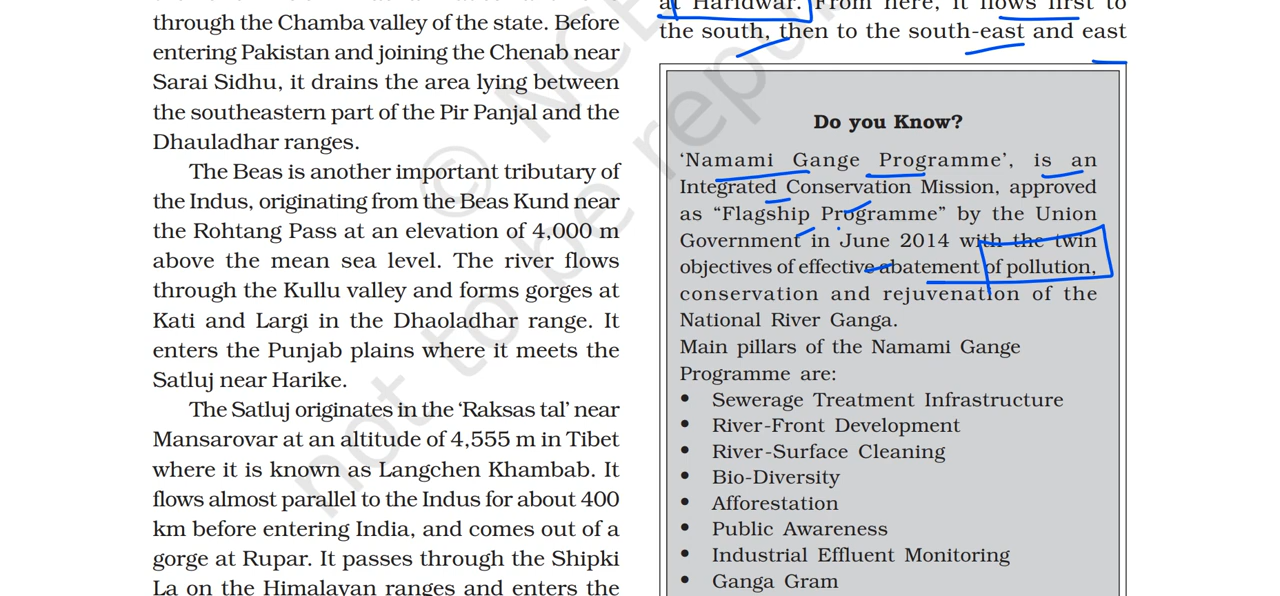 through the Chamba valley of the state. Before
entering Pakistan and joining the Chenab near
Sarai Sidhu, it drains the area lying between
the southeastern part of the Pir Panjal and the
Dhauladhar ranges.
The Beas is another important tributary of
the Indus, originating from the Beas Kund near
the Rohtang Pass at an elevation of 4,000 m
above the mean sea level. The river flows
through the Kullu valley and forms gorges at
Kati and Largi in the Dhaoladhar range. It
enters the Punjab plains where it meets the
Satluj near Harike.
The Satluj originates in the ‘Raksas tal’ near
Mansarovar at an altitude of 4,555 m in Tibet
where it is known as Langchen Khambab. It
flows almost parallel to the Indus for about 400
km before entering India, and comes out of a
gorge at Rupar. It passes through the Shipki
La on the Himalayan ranges and enters the
at Haridwar. From here, it flows first to
the south, then to the south-east and east
Do you Know?
‘Namami Gange Programme’, is an
Integrated Conservation Mission, approved
as “Flagship Programme” by the Union
Government in June 2014 with the twin
objectives of effective abatement of pollution,
conservation and rejuvenation of the
National River Ganga.
Main pillars of the Namami Gange
Programme are:
• Sewerage Treatment Infrastructure
• River-Front Development
• River-Surface Cleaning
• Bio-Diversity
• Afforestation
• Public Awareness
• Industrial Effluent Monitoring
• Ganga Gram
© NCE
not to be repu